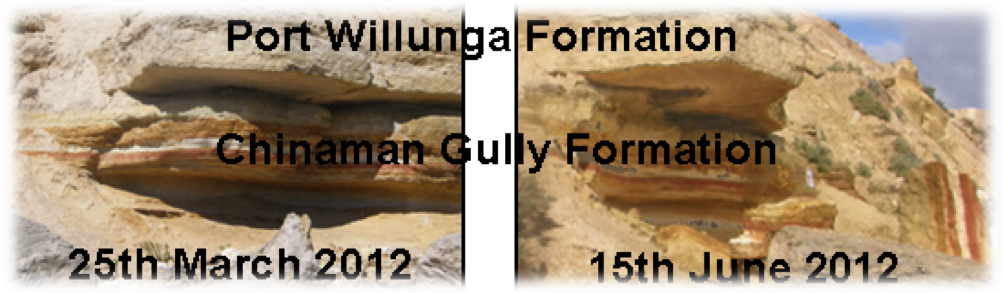 Port Willunga Formation
Chinaman Gully Formation
25th March 2012
15th June 2012